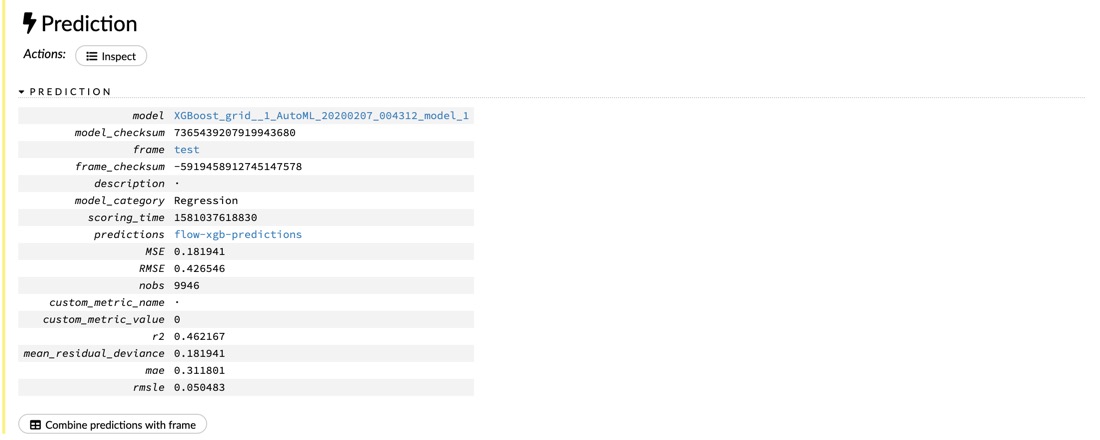 Prediction
Actions: Inspect
PREDICTION
model XGBoost_grid__1_AutoML_20200207_004312_model_1
model_checksum 7365439207919943680
frame test
frame_checksum -5919458912745147578
description ·
model_category Regression
scoring_time 1581037618830
predictions flow-xgb-predictions
MSE 0.181941
RMSE 0.426546
nobs 9946
custom_metric_name ·
custom_metric_value 0
r2 0.462167
mean_residual_deviance 0.181941
mae 0.311801
rmsle 0.050483
Combine predictions with frame